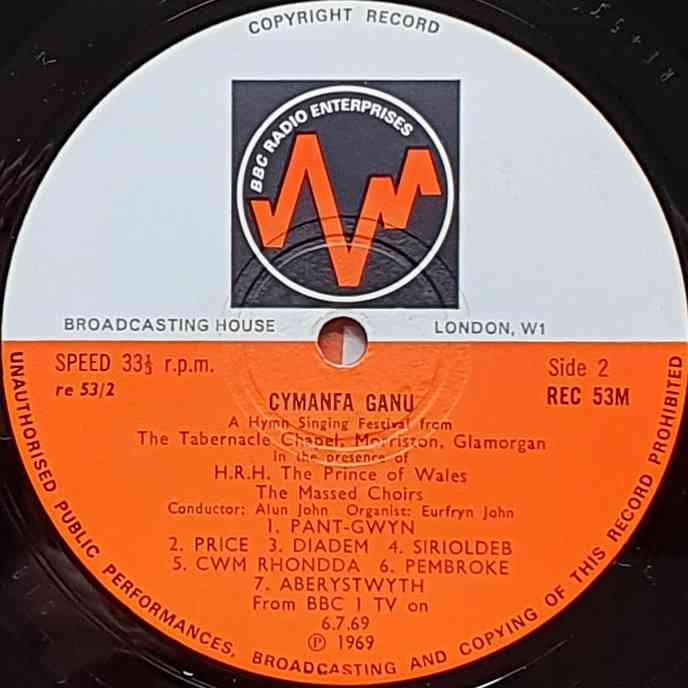 COPYRIGHT RECORD
BBC RADIO ENTERPRISES
BROADCASTING HOUSE
LONDON, W1
SPEED 33⅓ r.p.m.
Side 2
re 53/2
REC 53M
CYMANFA GANU
A Hymn Singing Festival from
The Tabernacle Chapel, Morriston, Glamorgan
in the presence of
H.R.H. The Prince of Wales
The Massed Choirs
Conductor: Alun John Organist: Eurfryn John
1. PANT-GWYN
2. PRICE 3. DIADEM 4. SIRIOLDEB
5. CWM RHONDDA 6. PEMBROKE
7. ABERYSTWYTH
From BBC 1 TV on
6.7.69
Ⓟ 1969
UNAUTHORISED PUBLIC PERFORMANCES, BROADCASTING AND COPYING OF THIS RECORD PROHIBITED